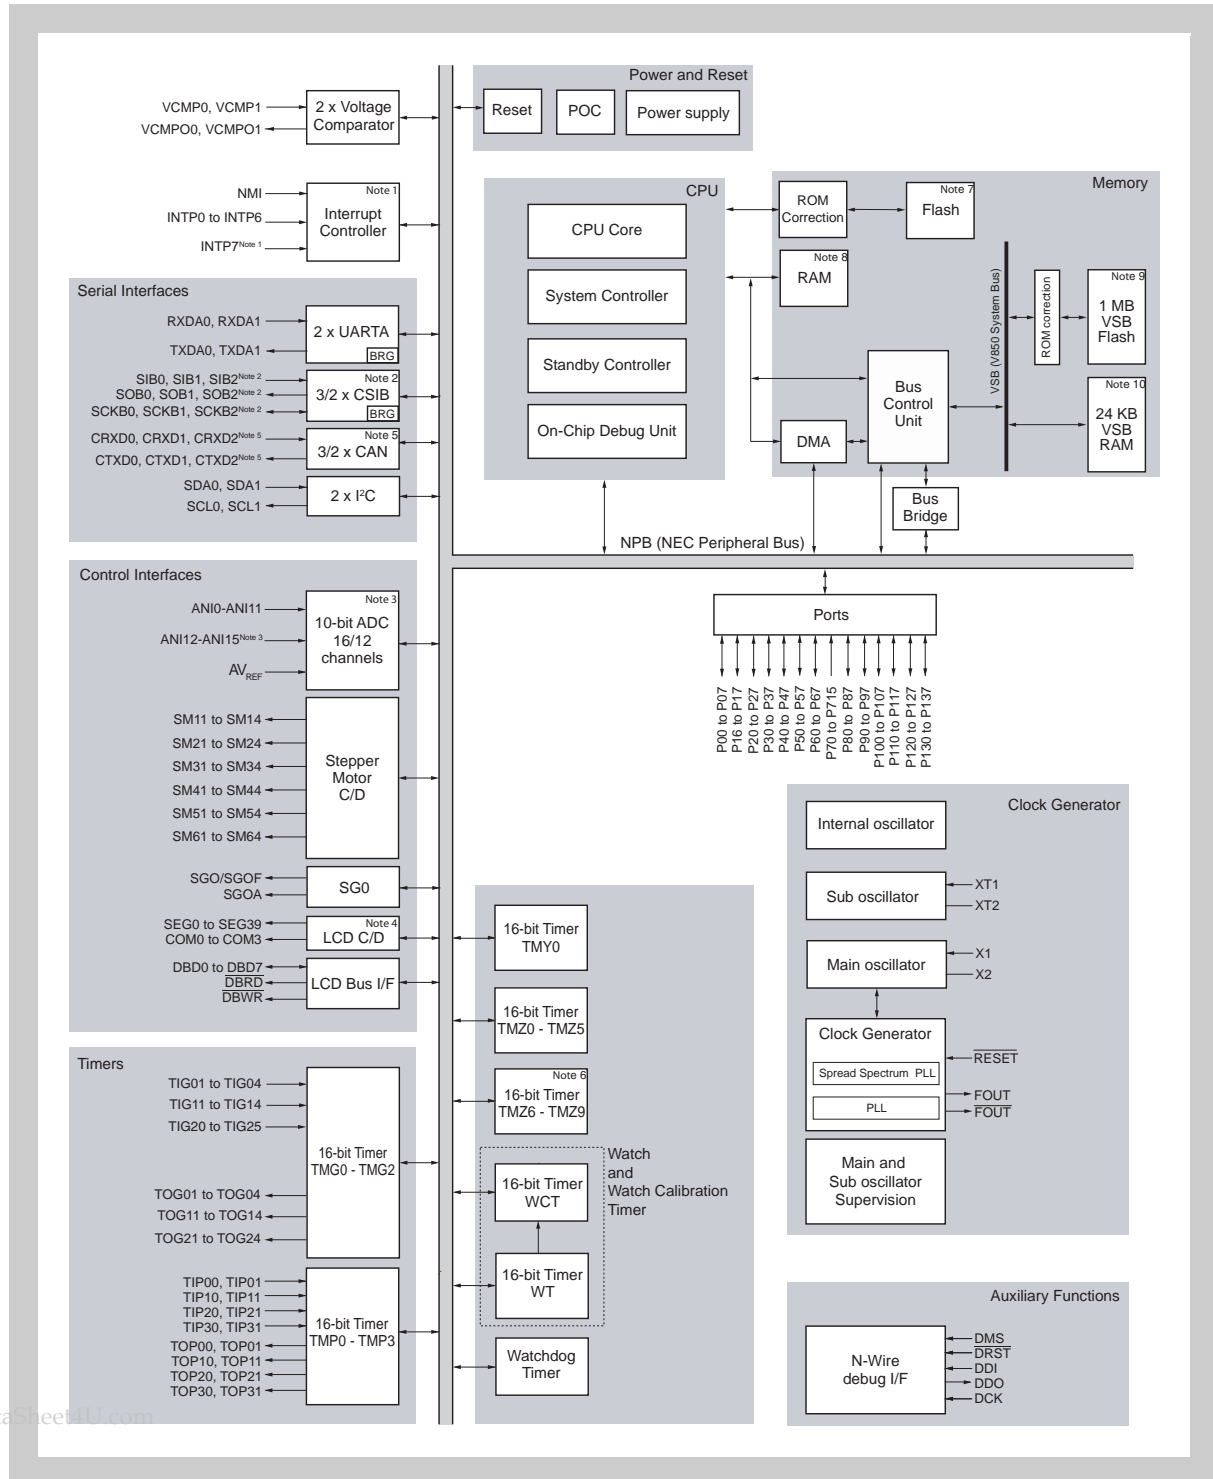 Power and Reset
Reset
POC
Power supply
VCMP0, VCMP1
VCMPO0, VCMPO1
2 x Voltage
Comparator
NMI
INTP0 to INTP6
INTP7Note 1
Note 1
Interrupt
Controller
CPU
CPU Core
System Controller
Standby Controller
On-Chip Debug Unit
Memory
ROM
Correction
Note 7
Flash
Note 8
RAM
VSB (V850 System Bus)
ROM correction
Note 9
1 MB
VSB
Flash
Note 10
24 KB
VSB
RAM
Bus
Control
Unit
DMA
Bus
Bridge
NPB (NEC Peripheral Bus)
Serial Interfaces
RXDA0, RXDA1
TXDA0, TXDA1
2 x UARTA
BRG
SIB0, SIB1, SIB2Note 2
SOB0, SOB1, SOB2Note 2
SCKB0, SCKB1, SCKB2Note 2
Note 2
3/2 x CSIB
BRG
CRXD0, CRXD1, CRXD2Note 5
CTXD0, CTXD1, CTXD2Note 5
Note 5
3/2 x CAN
SDA0, SDA1
SCL0, SCL1
2 x I²C
Control Interfaces
ANI0-ANI11
ANI12-ANI15Note 3
AVREF
Note 3
10-bit ADC
16/12
channels
SM11 to SM14
SM21 to SM24
SM31 to SM34
SM41 to SM44
SM51 to SM54
SM61 to SM64
Stepper
Motor
C/D
SGO/SGOF
SGOA
SG0
SEG0 to SEG39
COM0 to COM3
Note 4
LCD C/D
DBD0 to DBD7
DBRD
DBWR
LCD Bus I/F
Ports
P00 to P07
P16 to P17
P20 to P27
P30 to P37
P40 to P47
P50 to P57
P60 to P67
P70 to P715
P80 to P87
P90 to P97
P100 to P107
P110 to P117
P120 to P127
P130 to P137
Timers
TIG01 to TIG04
TIG11 to TIG14
TIG20 to TIG25
TOG01 to TOG04
TOG11 to TOG14
TOG21 to TOG24
16-bit Timer
TMG0 - TMG2
TIP00, TIP01
TIP10, TIP11
TIP20, TIP21
TIP30, TIP31
TOP00, TOP01
TOP10, TOP11
TOP20, TOP21
TOP30, TOP31
16-bit Timer
TMP0 - TMP3
16-bit Timer
TMY0
16-bit Timer
TMZ0 - TMZ5
Note 6
16-bit Timer
TMZ6 - TMZ9
Watch
and
Watch Calibration
Timer
16-bit Timer
WCT
16-bit Timer
WT
Watchdog
Timer
Clock Generator
Internal oscillator
Sub oscillator
XT1
XT2
Main oscillator
X1
X2
Clock Generator
Spread Spectrum PLL
PLL
RESET
FOUT
FOUT
Main and
Sub oscillator
Supervision
Auxiliary Functions
N-Wire
debug I/F
DMS
DRST
DDI
DDO
DCK
aSheet4U.com